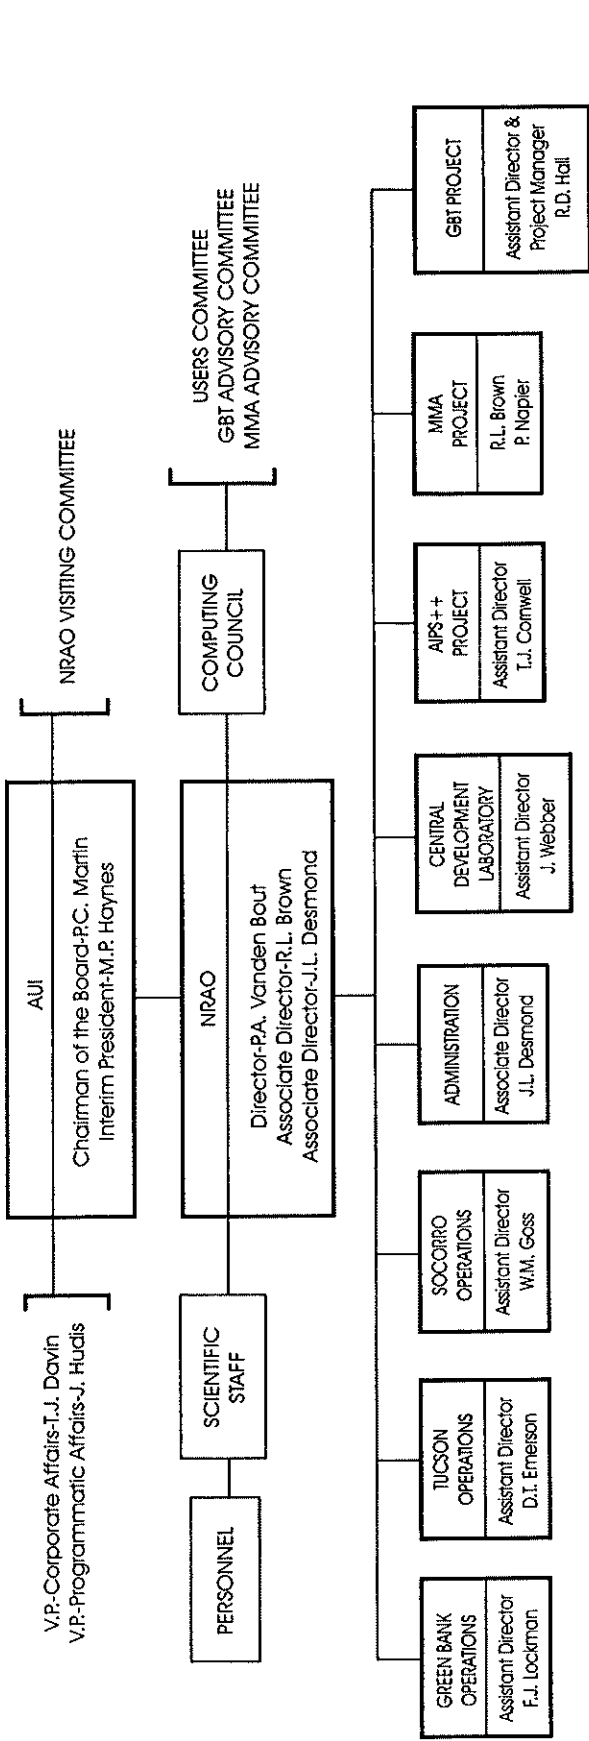 AUI
Chairman of the Board-P.C. Martin
Interim President-M.P. Haynes
V.P.-Corporate Affairs-T.J. Davin
V.P.-Programmatic Affairs-J. Hudis
NRAO VISITING COMMITTEE
NRAO
Director-P.A. Vanden Bout
Associate Director-R.L. Brown
Associate Director-J.L. Desmond
PERSONNEL
SCIENTIFIC
STAFF
COMPUTING
COUNCIL
USERS COMMITTEE
GBT ADVISORY COMMITTEE
MMA ADVISORY COMMITTEE
GREEN BANK
OPERATIONS
Assistant Director
F.J. Lockman
TUCSON
OPERATIONS
Assistant Director
D.T. Emerson
SOCORRO
OPERATIONS
Assistant Director
W.M. Goss
ADMINISTRATION
Associate Director
J.L. Desmond
CENTRAL
DEVELOPMENT
LABORATORY
Assistant Director
J. Webber
AIPS++
PROJECT
Assistant Director
T.J. Cornwell
MMA
PROJECT
R.L. Brown
P. Napier
GBT PROJECT
Assistant Director &
Project Manager
R.D. Hall